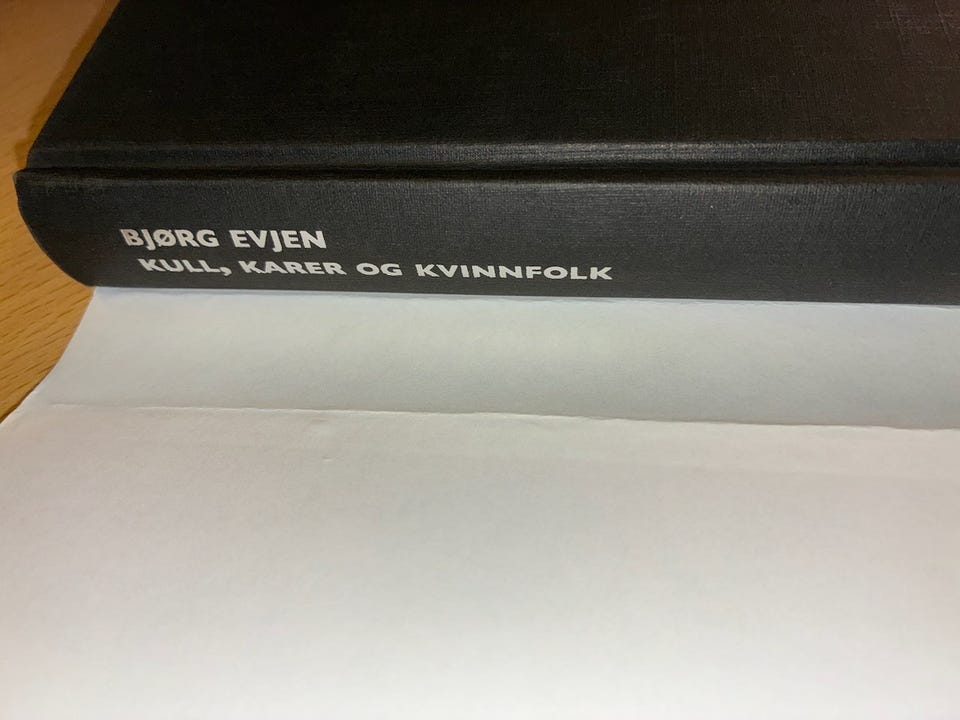 BJØRG EVJEN
KULL, KARER OG KVINNFOLK